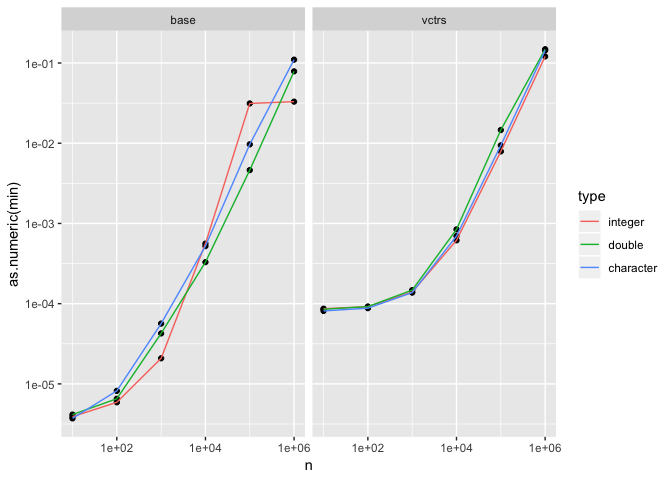 base
vctrs
1e-01
1e-02
1e-03
1e-04
1e-05
as.numeric(min)
1e+02
1e+04
1e+06
1e+02
1e+04
1e+06
n
type
integer
double
character